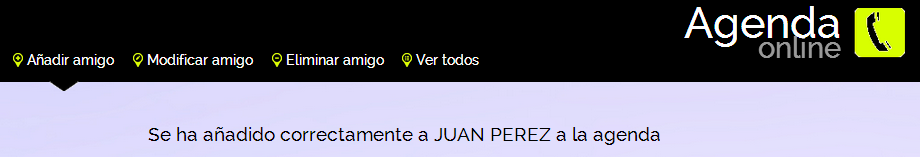 Agenda
online
Añadir amigo Modificar amigo Eliminar amigo Ver todos
Se ha añadido correctamente a JUAN PEREZ a la agenda